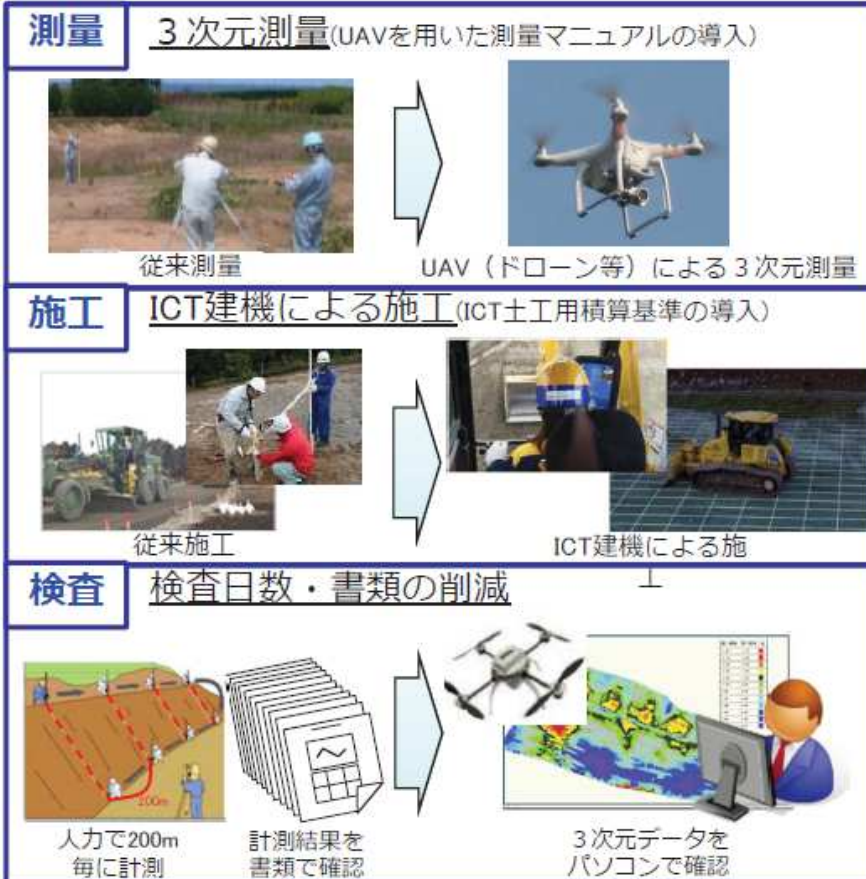 測量
3次元測量(UAVを用いた測量マニュアルの導入)
従来測量
UAV（ドローン等）による3次元測量
施工
ICT建機による施工(ICT土工用積算基準の導入)
従来施工
ICT建機による施
工
検査
検査日数・書類の削減
200m
人力で200m
毎に計測
計測結果を
書類で確認
3次元データを
パソコンで確認